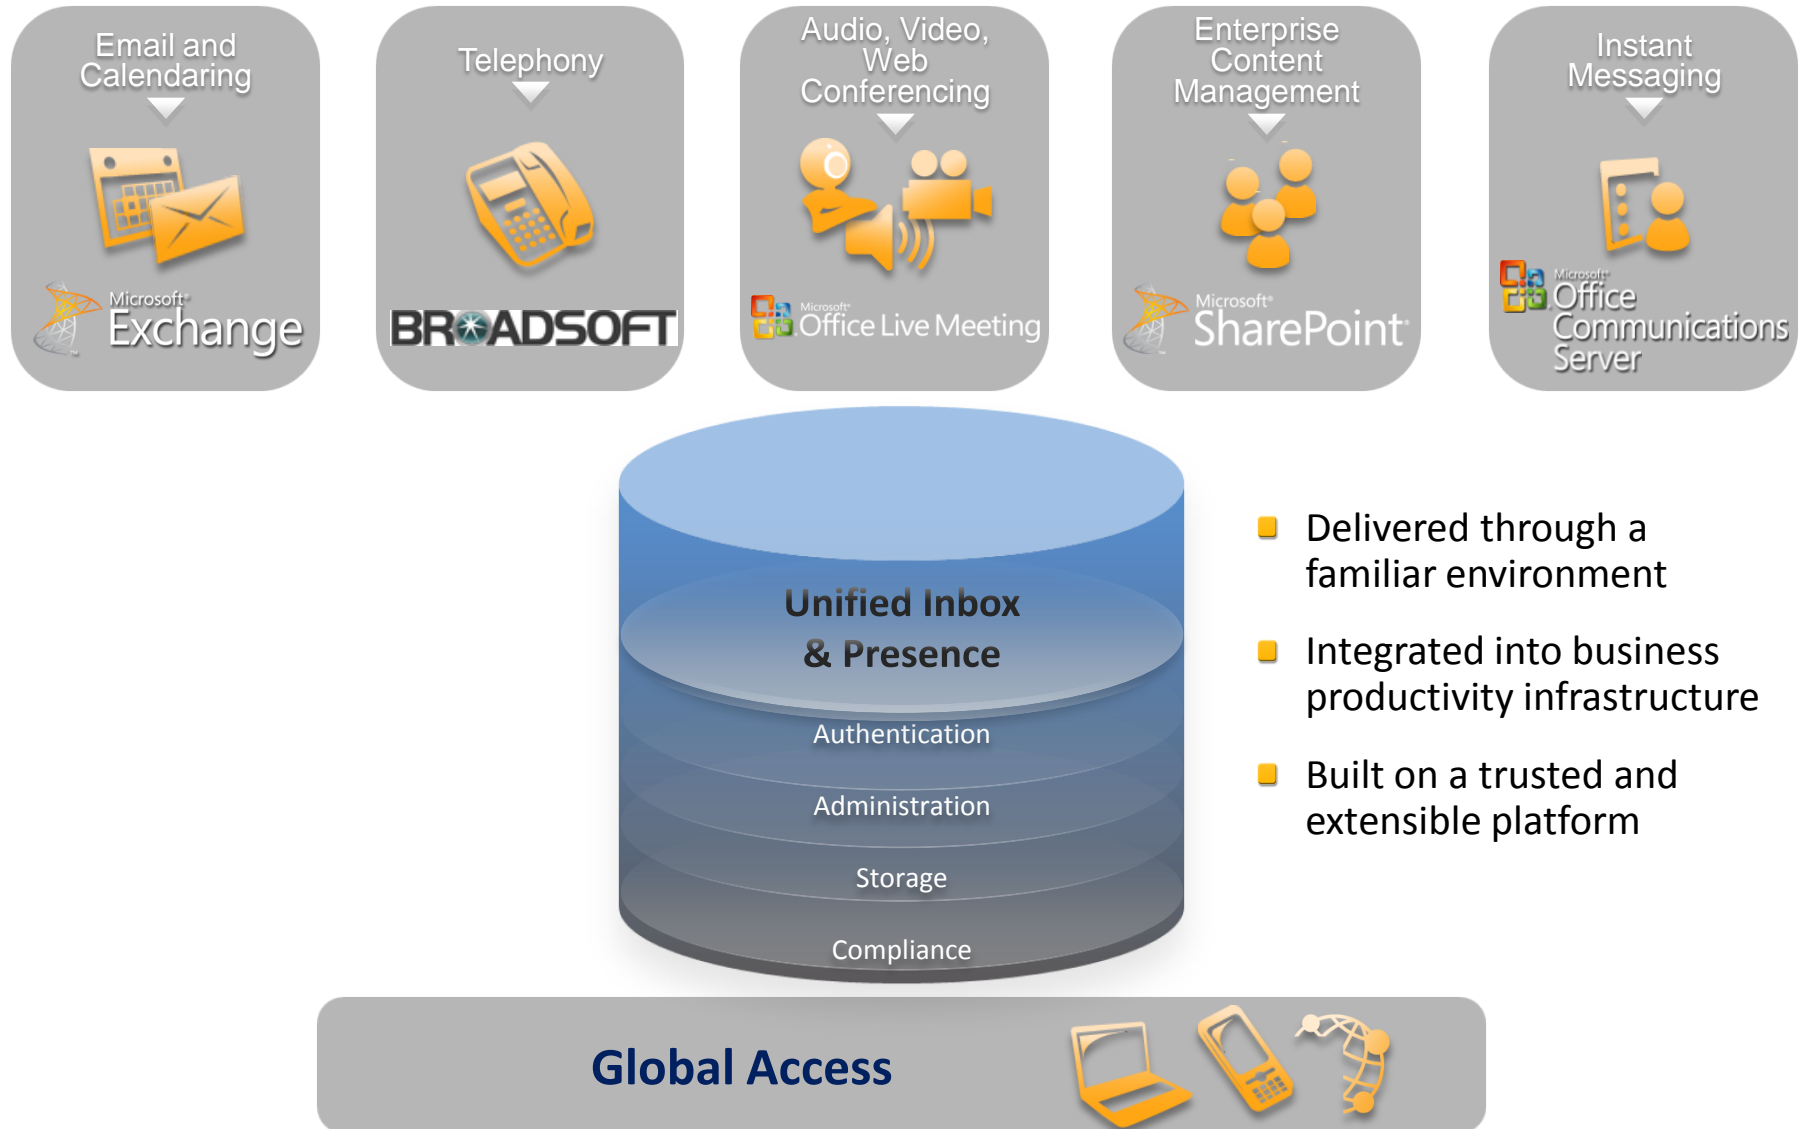 Email and
Calendaring
Microsoft®
Exchange
Telephony
BROADSOFT
Audio, Video,
Web
Conferencing
Microsoft®
Office Live Meeting
Enterprise
Content
Management
Microsoft®
SharePoint®
Instant
Messaging
Microsoft®
Office
Communications
Server
Unified Inbox
& Presence
Authentication
Administration
Storage
Compliance
Delivered through a
familiar environment
Integrated into business
productivity infrastructure
Built on a trusted and
extensible platform
Global Access